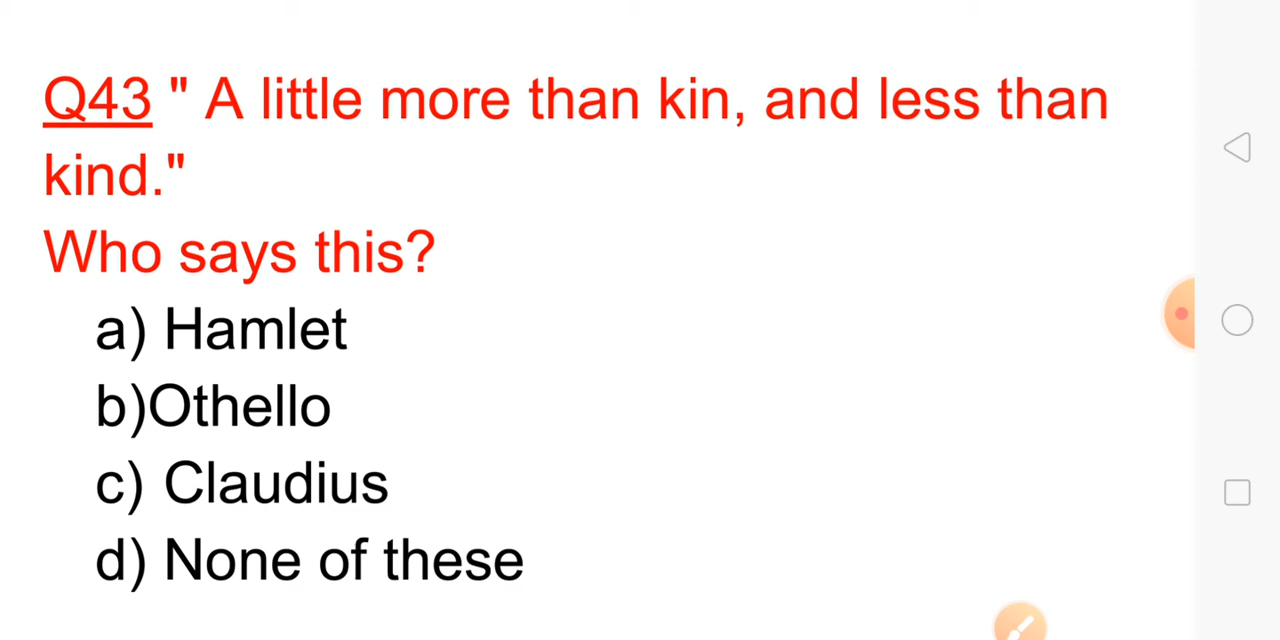 Q43 " A little more than kin, and less than
kind."
Who says this?
a) Hamlet
b)Othello
c) Claudius
d) None of these